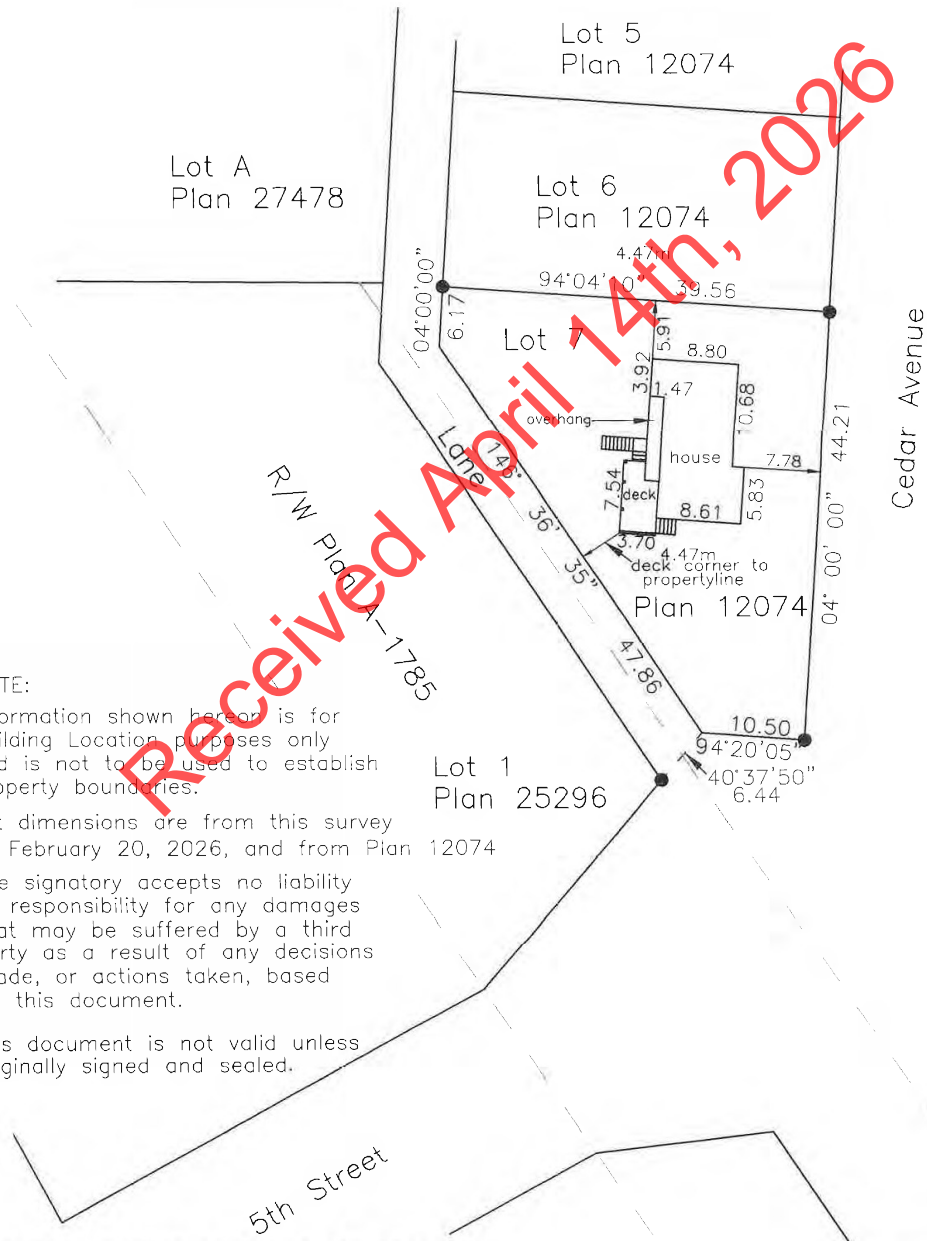 Lot 5
Plan 12074
Lot A
Plan 27478
Lot 6
Plan 12074
4.47m
39.56
04°00'00"
6.17
Lot 7
5.91
8.80
3.92
1.47
10.68
overhang
house
7.78
44.21
Cedar Avenue
Lane
146°
36'
35"
7.54
deck
8.61
5.83
3.70
4.47m
deck corner to
propertyline
Plan 12074
04° 00' 00"
R/W Plan A-1785
47.86
10.50
94°20'05"
40°37'50"
6.44
Lot 1
Plan 25296
TE:
ormation shown hereon is for
ilding Location purposes only
d is not to be used to establish
operty boundaries.
t dimensions are from this survey
February 20, 2026, and from Plan 12074
e signatory accepts no liability
responsibility for any damages
at may be suffered by a third
rty as a result of any decisions
ade, or actions taken, based
this document.
is document is not valid unless
iginally signed and sealed.
5th Street
Received April 14th, 2026